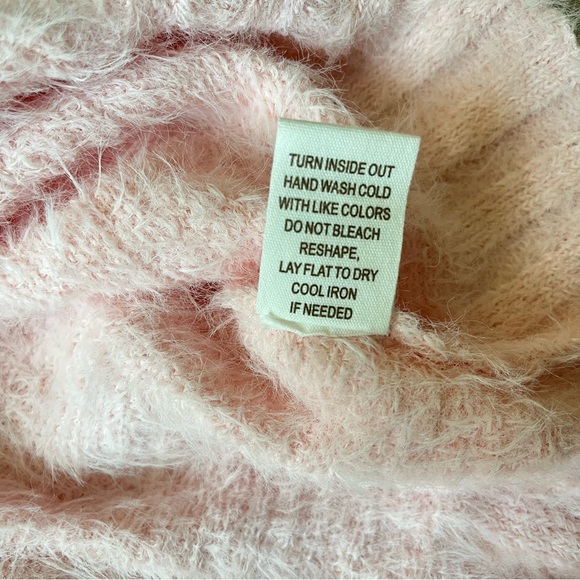 TURN INSIDE OUT
HAND WASH COLD
WITH LIKE COLORS
DO NOT BLEACH
RESHAPE,
LAY FLAT TO DRY
COOL IRON
IF NEEDED